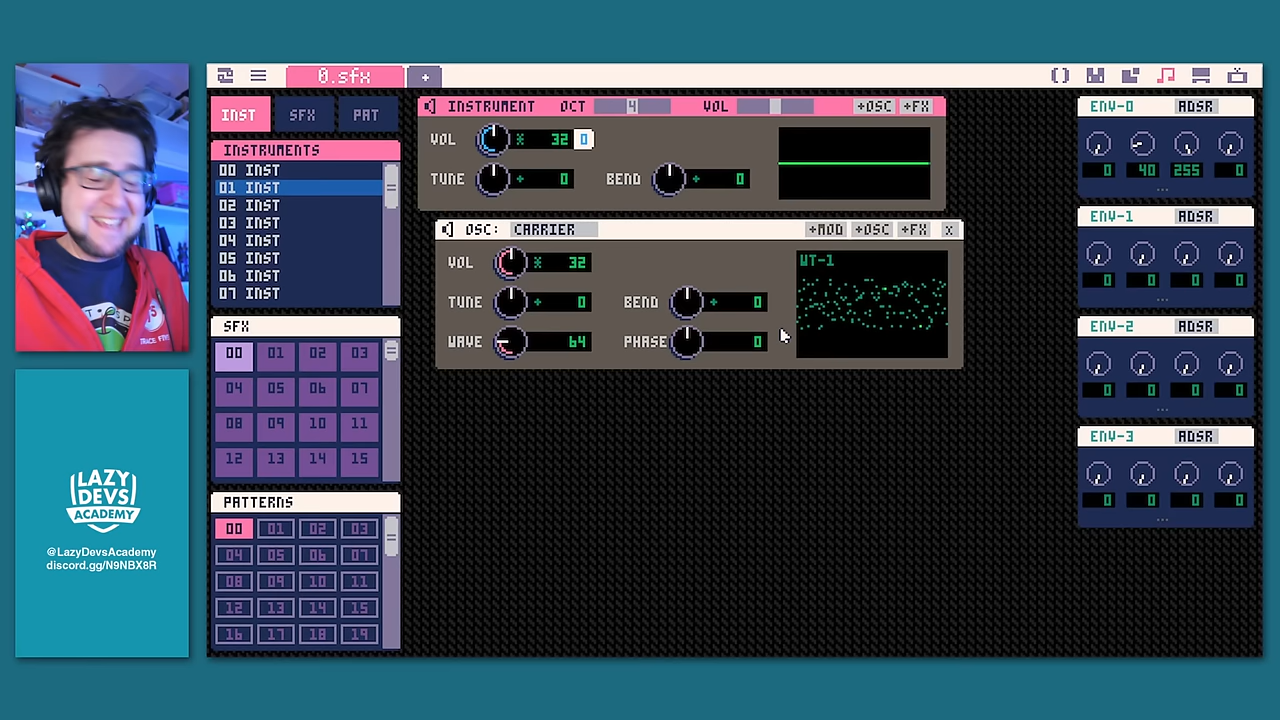 0.sfx +
INST SFX PAT
INSTRUMENTS
00 INST
01 INST
02 INST
03 INST
04 INST
05 INST
06 INST
07 INST
SFX
00 01 02 03
04 05 06 07
08 09 10 11
12 13 14 15
PATTERNS
00 01 02 03
04 05 06 07
08 09 10 11
12 13 14 15
16 17 18 19
INSTRUMENT OCT 4 VOL +OSC +FX
VOL x 32 0
TUNE + 0 BEND + 0
OSC: CARRIER +MOD +OSC +FX x
VOL x 32
TUNE + 0 BEND + 0
WAVE 64 PHASE 0
WT-1
ENV-0 ADSR
0 40 255 0
...
ENV-1 ADSR
0 0 0 0
...
ENV-2 ADSR
0 0 0 0
...
ENV-3 ADSR
0 0 0 0
...
LAZY
DEVS
ACADEMY
@LazyDevsAcademy
discord.gg/N9NBX8R